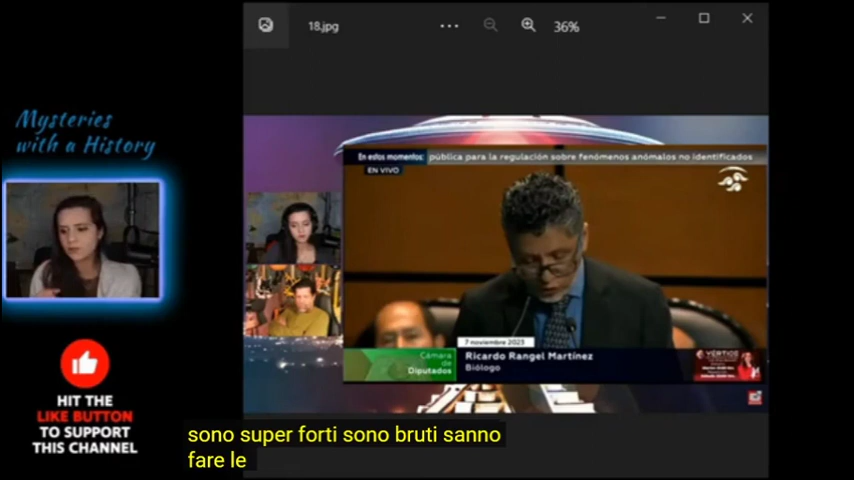 18.jpg
36%
Mysteries
with a History
En estos momentos: pública para la regulación sobre fenómenos anómalos no identificados
EN VIVO
7 noviembre 2023
Cámara
de
Diputados
Ricardo Rangel Martínez
Biólogo
VÉRTICE
HIT THE
LIKE BUTTON
TO SUPPORT
THIS CHANNEL
sono super forti sono bruti sanno
fare le